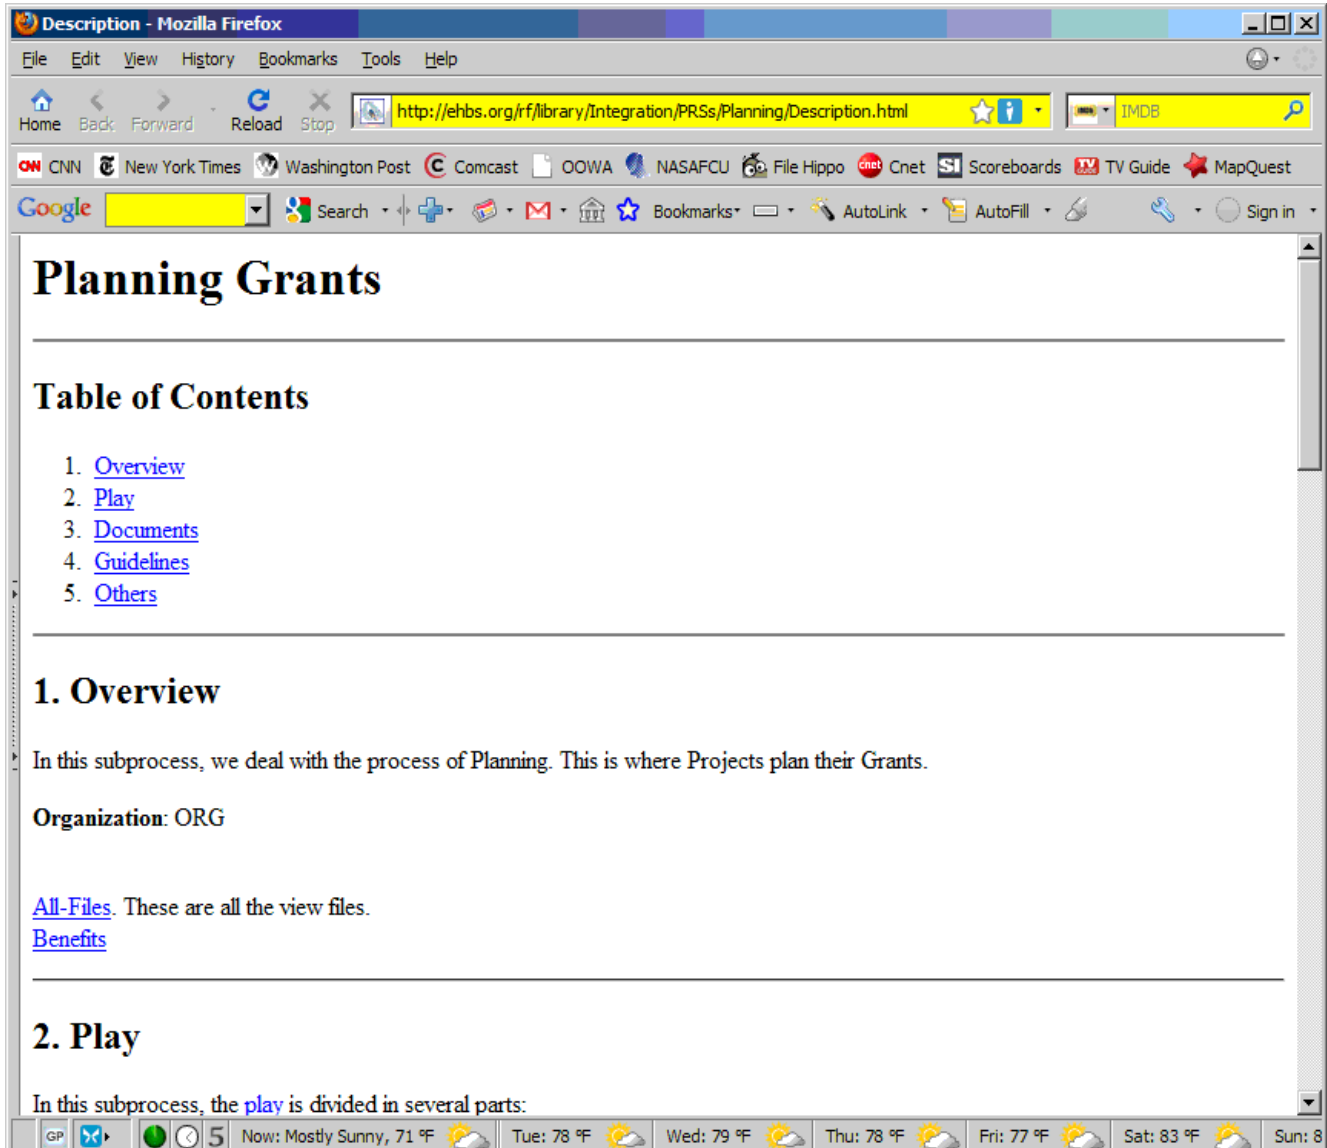 Description - Mozilla Firefox
File Edit View History Bookmarks Tools Help
Home Back Forward Reload Stop http://ehbs.org/rf/library/Integration/PRSs/Planning/Description.html IMDB
CNN New York Times Washington Post Comcast OOWA NASAFCU File Hippo Cnet Scoreboards TV Guide MapQuest
Google Search Bookmarks AutoLink AutoFill Sign in
Planning Grants
Table of Contents
1. Overview
2. Play
3. Documents
4. Guidelines
5. Others
1. Overview
In this subprocess, we deal with the process of Planning. This is where Projects plan their Grants.
Organization: ORG
All-Files. These are all the view files.
Benefits
2. Play
In this subprocess, the play is divided in several parts:
GP 5 Now: Mostly Sunny, 71 °F Tue: 78 °F Wed: 79 °F Thu: 78 °F Fri: 77 °F Sat: 83 °F Sun: 8